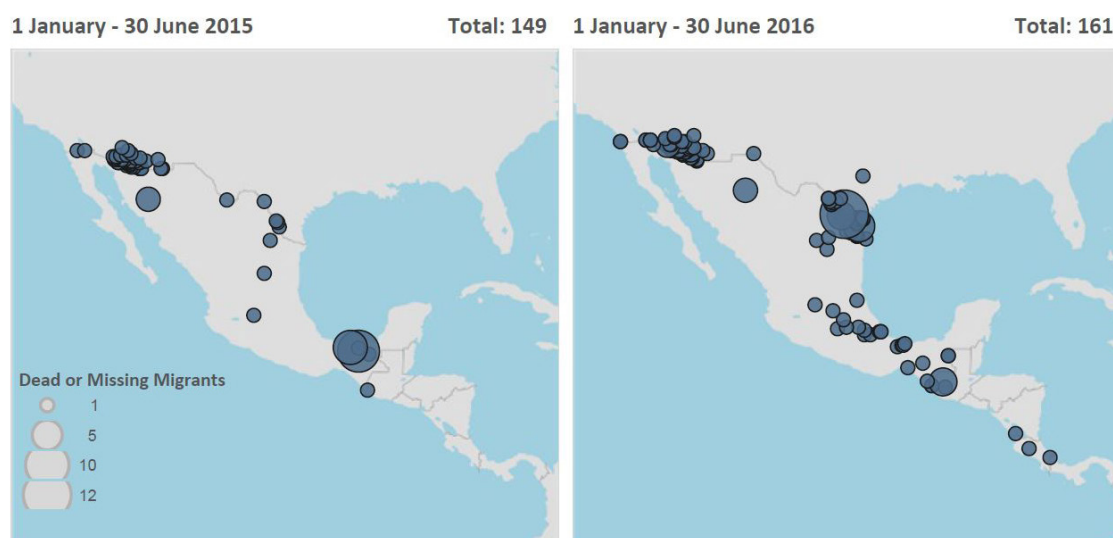 1 January - 30 June 2015 Total: 149
1 January - 30 June 2016 Total: 161
Dead or Missing Migrants
1
5
10
12